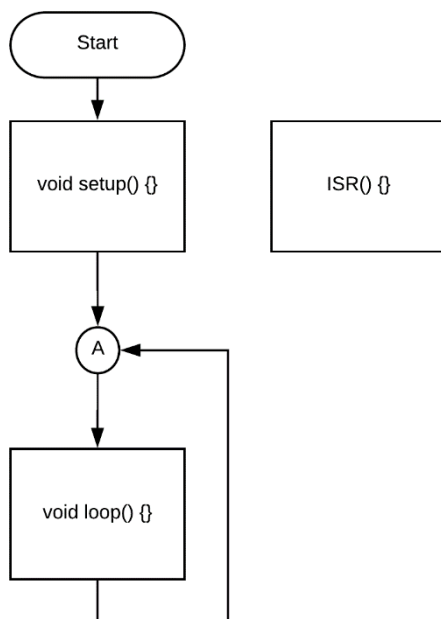 Start
void setup() {}
ISR() {}
A
void loop() {}